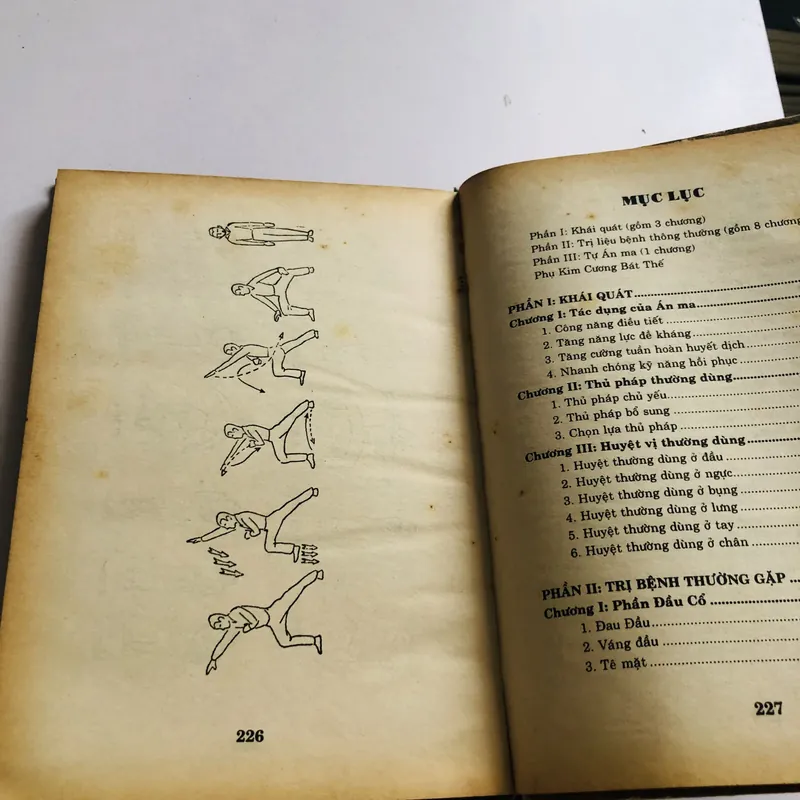 226
MỤC LỤC
Phần I: Khái quát (gồm 3 chương)
Phần II: Trị liệu bệnh thông thường (gồm 8 chương
Phần III: Tự Án ma (1 chương)
Phụ Kim Cương Bát Thế
PHẦN I: KHÁI QUÁT
Chương I: Tác dụng của Án ma
1. Công năng điều tiết
2. Tăng năng lực đề kháng
3. Tăng cường tuần hoàn huyết dịch
4. Nhanh chóng kỹ năng hồi phục
Chương II: Thủ pháp thường dùng
1. Thủ pháp chủ yếu
2. Thủ pháp bổ sung
3. Chọn lựa thủ pháp
Chương III: Huyệt vị thường dùng
1. Huyệt thường dùng ở đầu
2. Huyệt thường dùng ở ngực
3. Huyệt thường dùng ở bụng
4. Huyệt thường dùng ở lưng
5. Huyệt thường dùng ở tay
6. Huyệt thường dùng ở chân
PHẦN II: TRỊ BỆNH THƯỜNG GẶP
Chương I: Phần Đầu Cổ
1. Đau Đầu
2. Váng đầu
3. Tê mặt
227